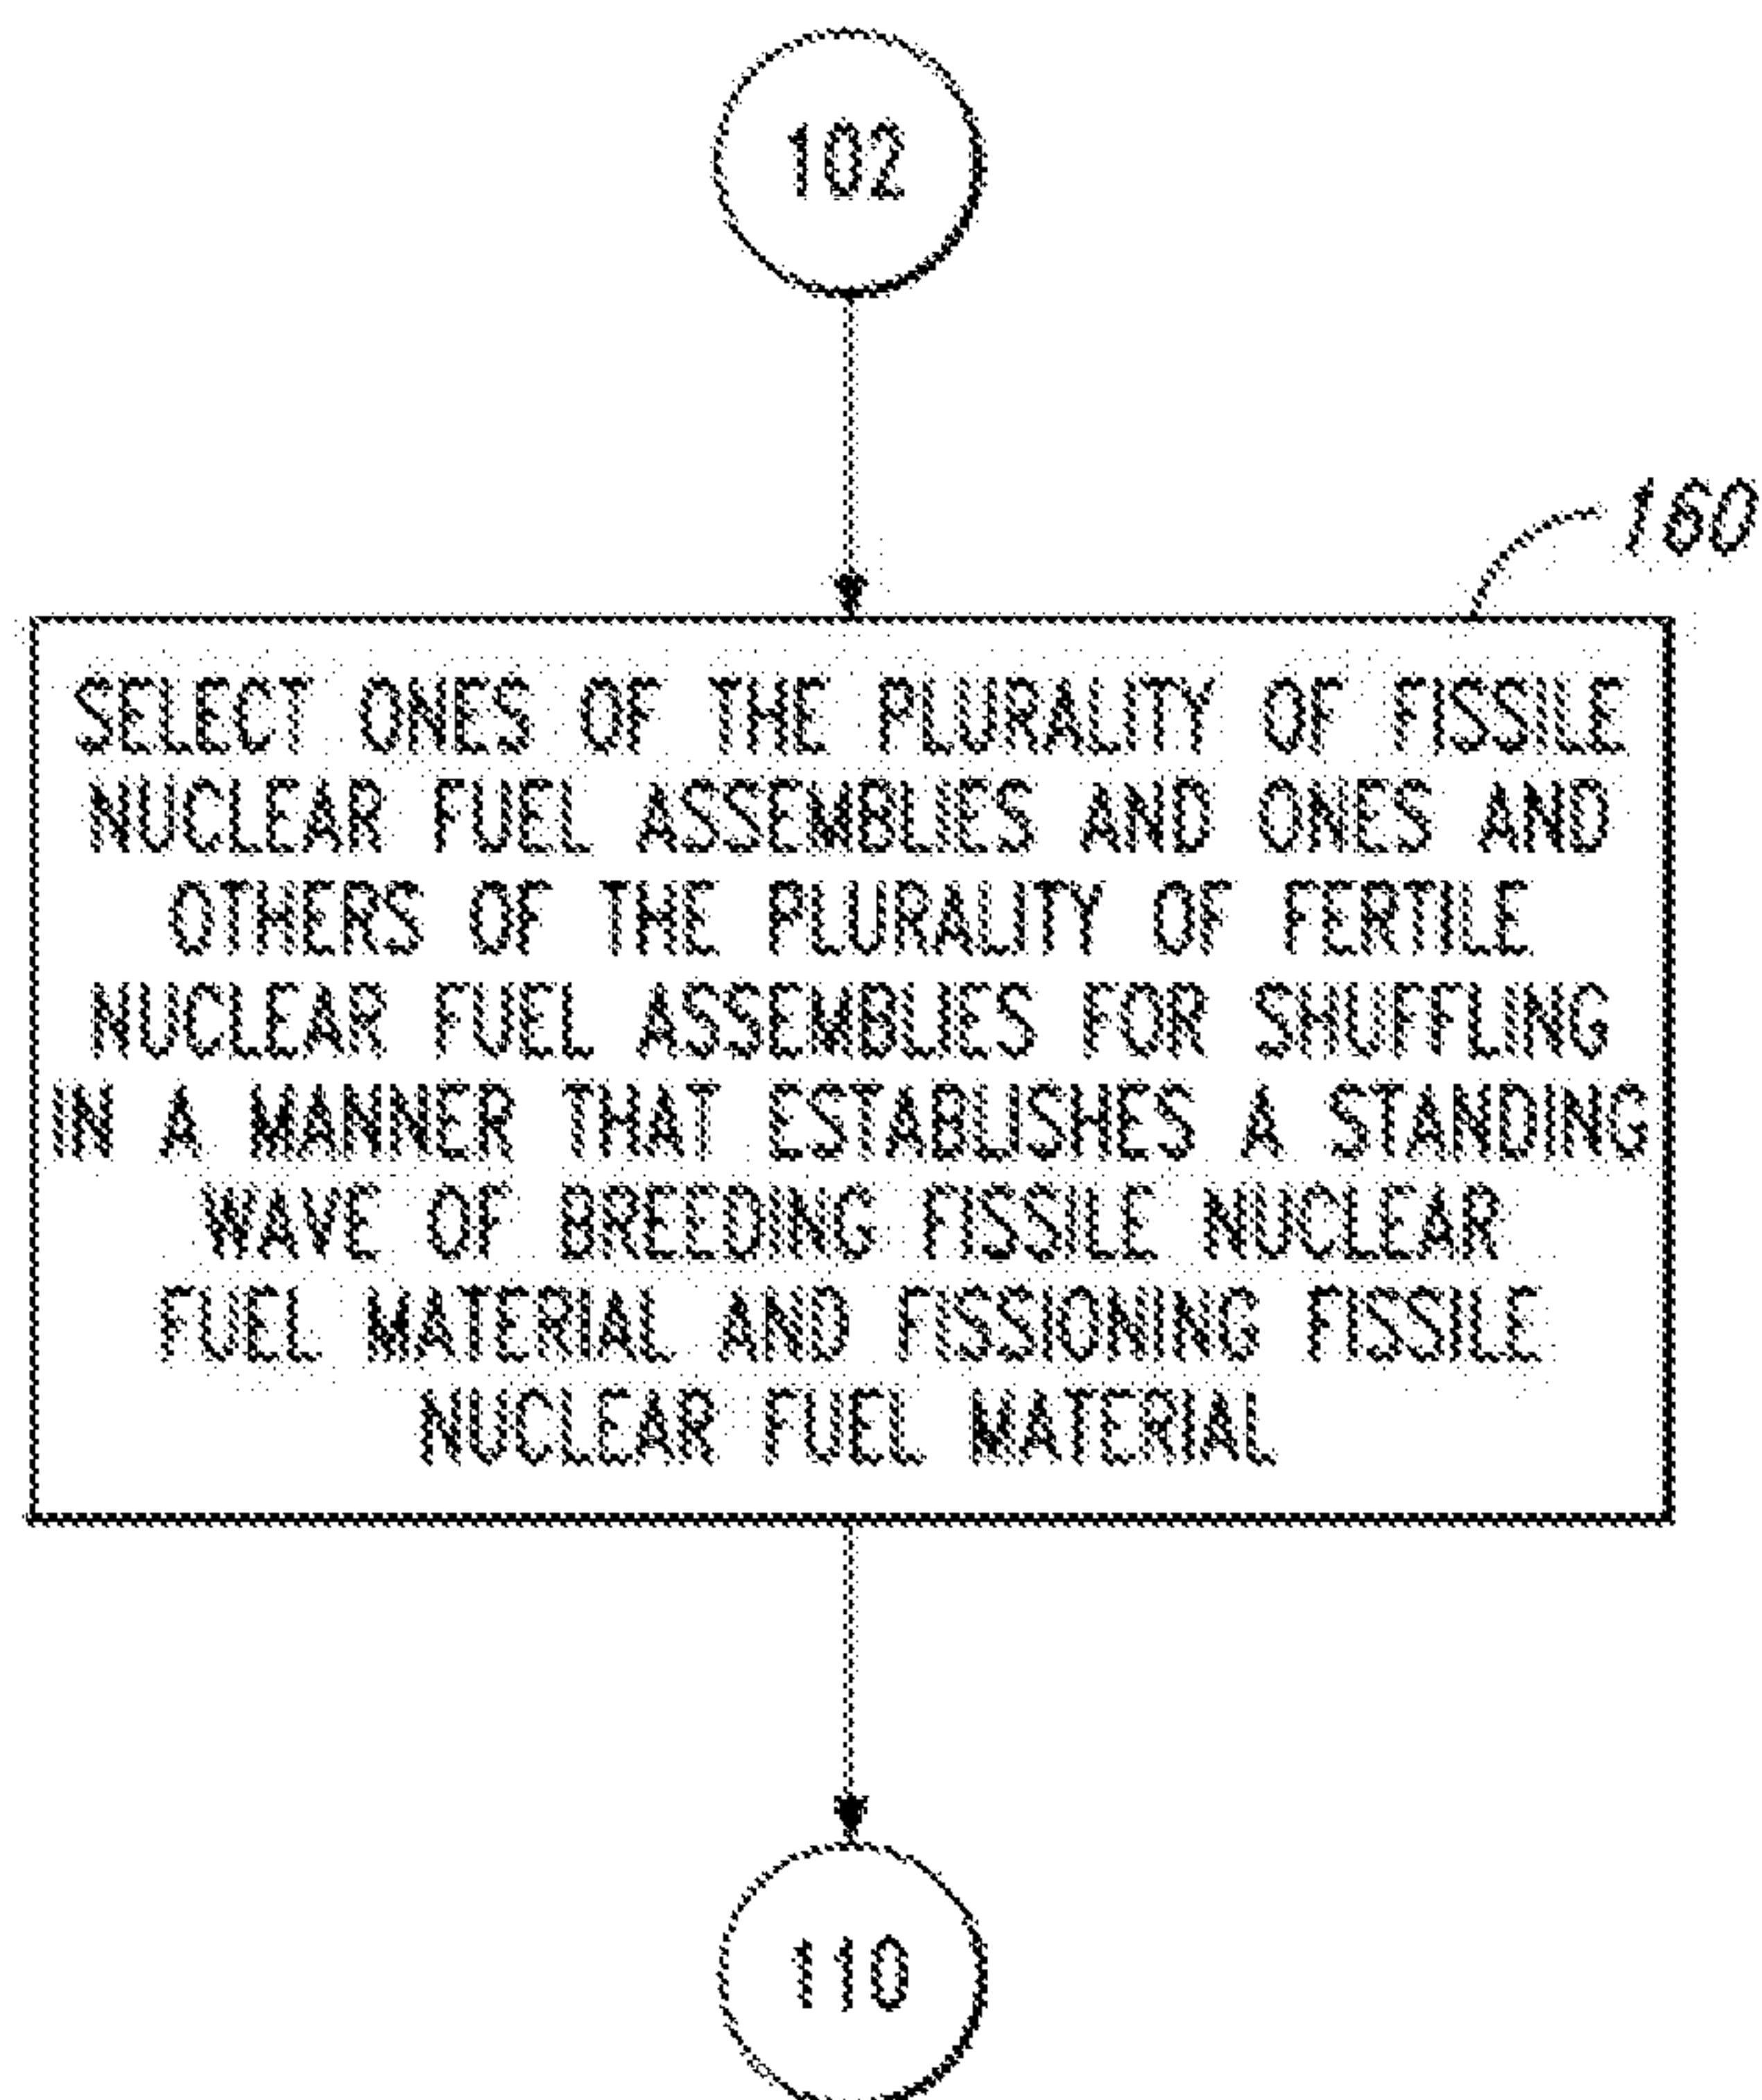 102
160
SELECT ONES OF THE PLURALITY OF FISSILE
NUCLEAR FUEL ASSEMBLIES AND ONES AND
OTHERS OF THE PLURALITY OF FERTILE
NUCLEAR FUEL ASSEMBLIES FOR SHUFFLING
IN A MANNER THAT ESTABLISHES A STANDING
WAVE OF BREEDING FISSILE NUCLEAR
FUEL MATERIAL AND FISSIONING FISSILE
NUCLEAR FUEL MATERIAL
110